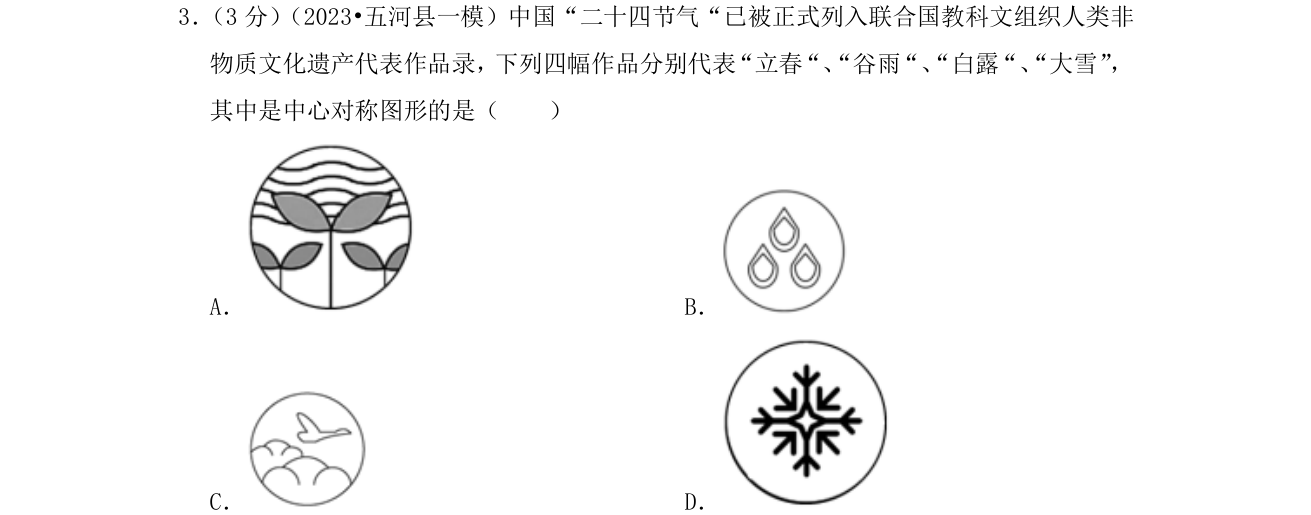 3.（3 分）（2023•五河县一模）中国“二十四节气“已被正式列入联合国教科文组织人类非
物质文化遗产代表作品录，下列四幅作品分别代表“立春“、“谷雨“、“白露“、“大雪”，
其中是中心对称图形的是（　　）
A.
B.
C.
D.